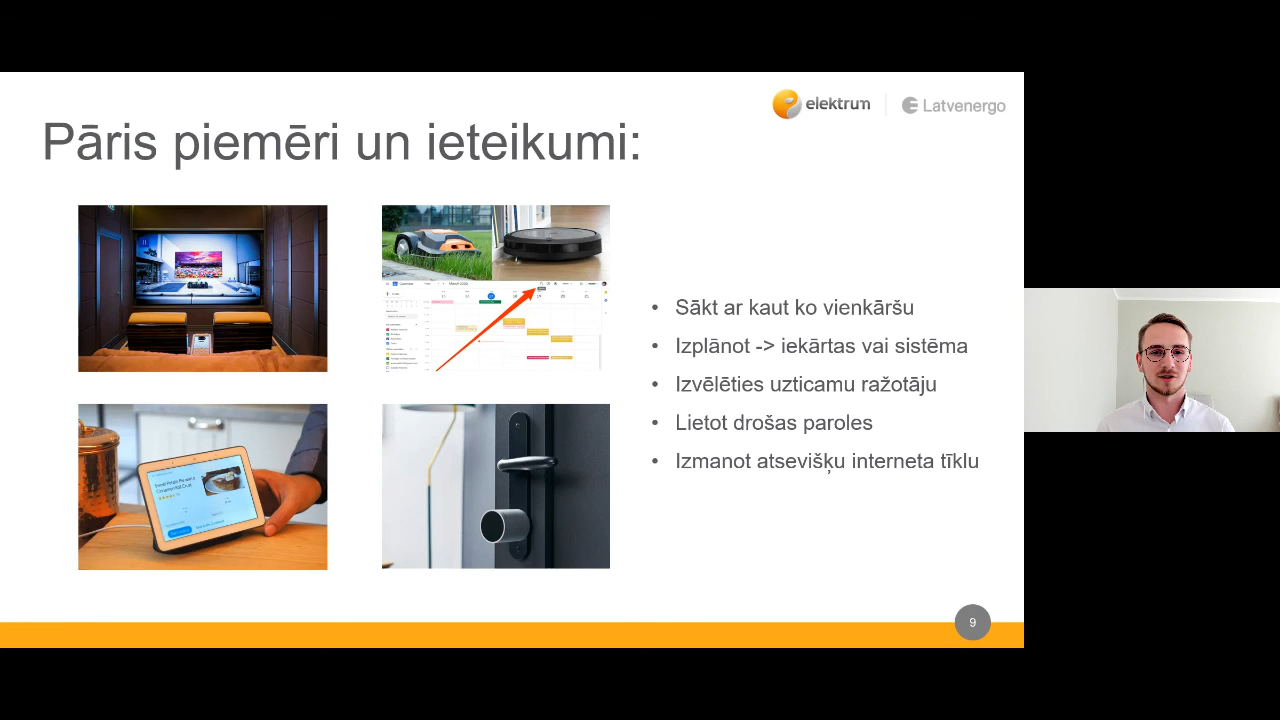 elektrum
Latvenergo
Pāris piemēri un ieteikumi:
• Sākt ar kaut ko vienkāršu
• Izplānot -> iekārtas vai sistēma
• Izvēlēties uzticamu ražotāju
• Lietot drošas paroles
• Izmanot atsevišķu interneta tīklu
9